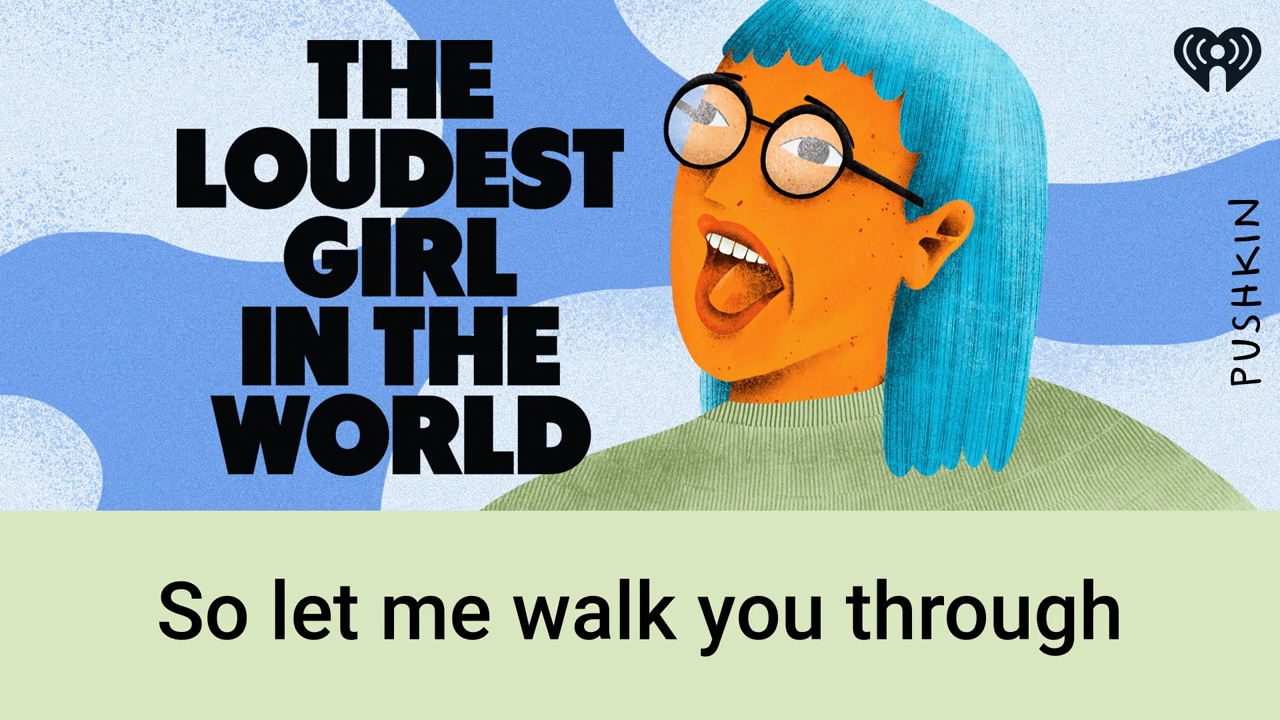 THE
LOUDEST
GIRL
IN THE
WORLD
PUSHKIN
So let me walk you through